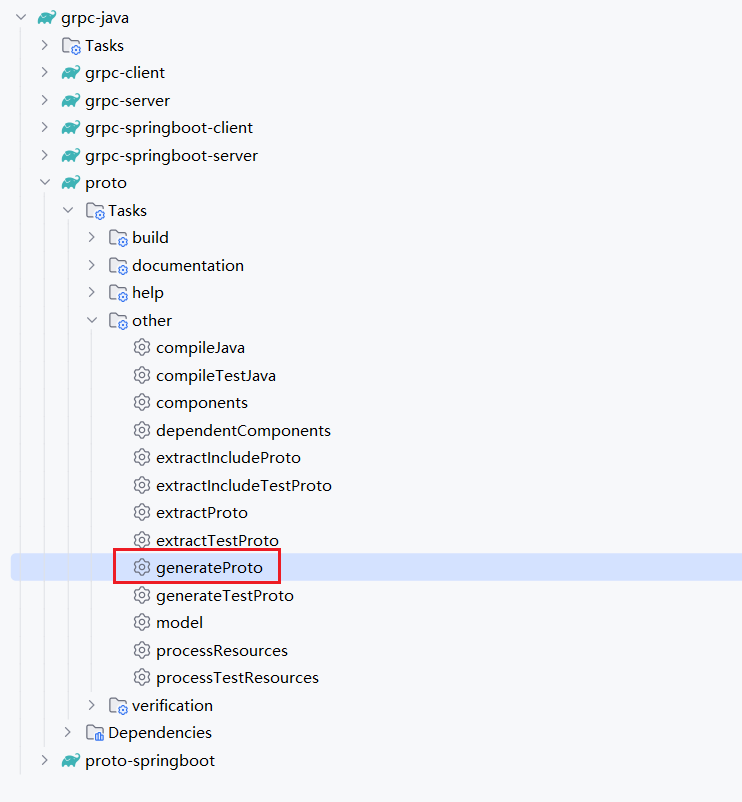 grpc-java
Tasks
grpc-client
grpc-server
grpc-springboot-client
grpc-springboot-server
proto
Tasks
build
documentation
help
other
compileJava
compileTestJava
components
dependentComponents
extractIncludeProto
extractIncludeTestProto
extractProto
extractTestProto
generateProto
generateTestProto
model
processResources
processTestResources
verification
Dependencies
proto-springboot